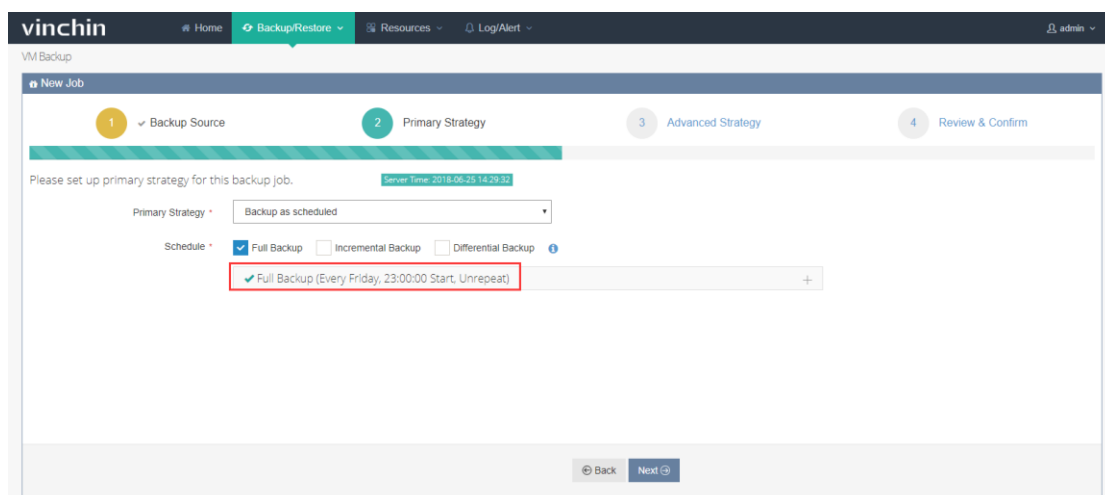 vinchin Home Backup/Restore Resources Log/Alert admin
VM Backup
New Job
1 Backup Source 2 Primary Strategy 3 Advanced Strategy 4 Review & Confirm
Please set up primary strategy for this backup job. Server Time: 2018-06-25 14:29:32
Primary Strategy * Backup as scheduled
Schedule * Full Backup Incremental Backup Differential Backup
Full Backup (Every Friday, 23:00:00 Start, Unrepeat) +
Back Next